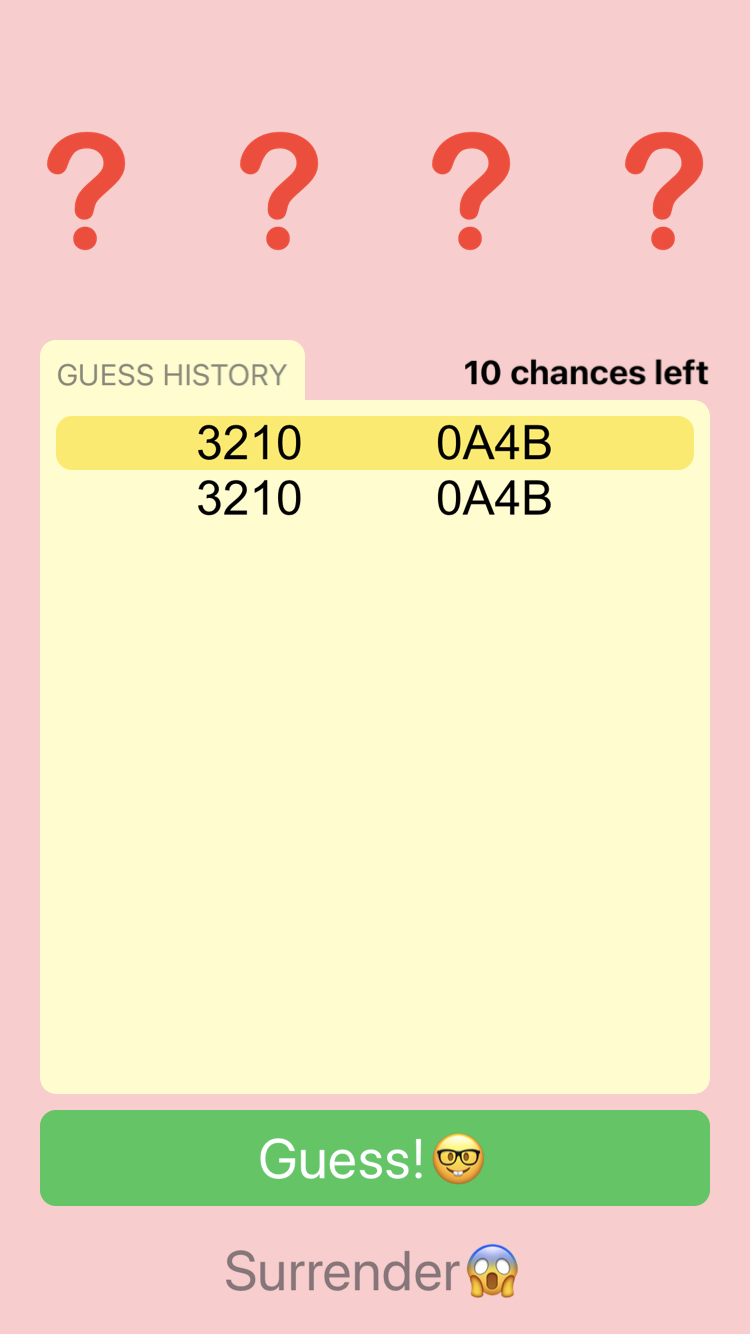 ❓ ❓ ❓ ❓
GUESS HISTORY
10 chances left
3210 0A4B
3210 0A4B
Guess!🤓
Surrender😱